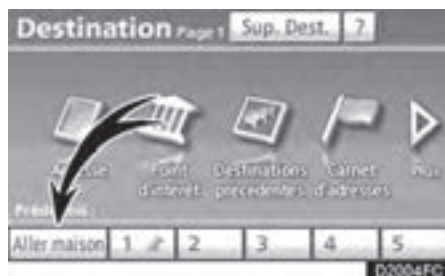 Destination Page 1 Sup. Dest. ?
Adresse Point d'intérêt Destinations précédentes Carnet d'adresses Plus
Aller maison 1 2 3 4 5
D2004FC